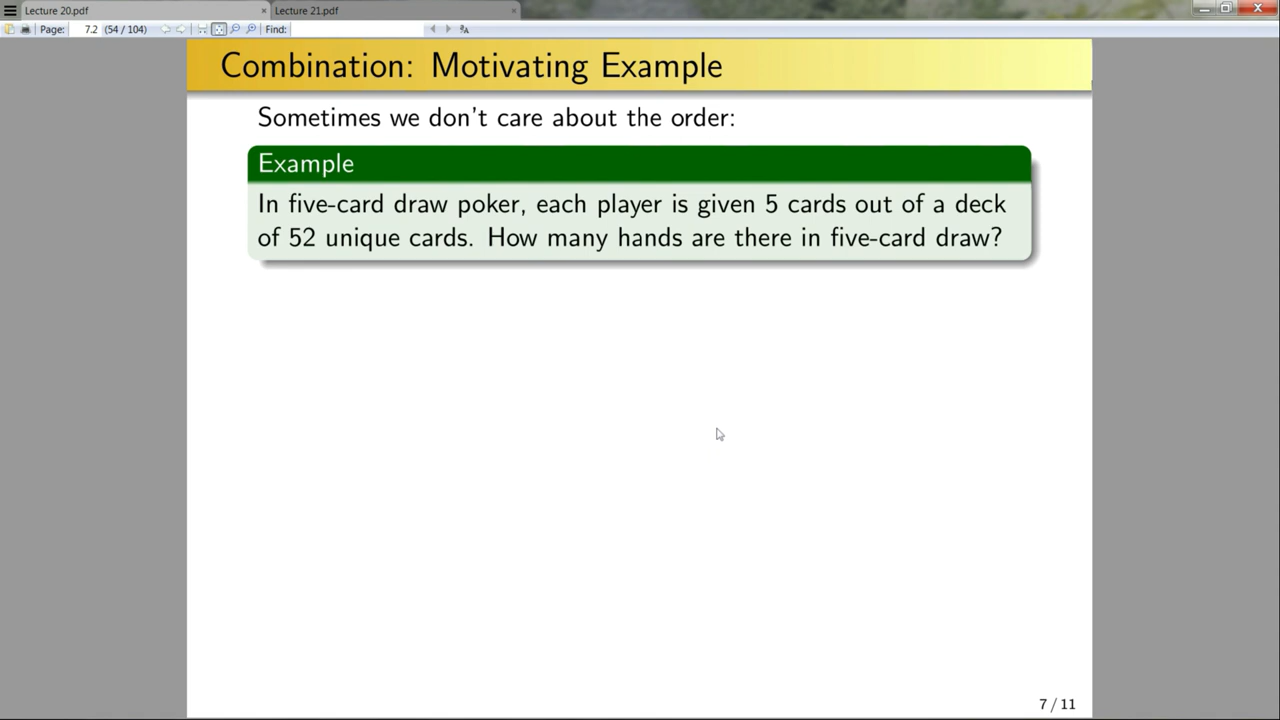 Lecture 20.pdf
Lecture 21.pdf
Page: 7.2 (54 / 104) Find:
Combination: Motivating Example
Sometimes we don't care about the order:
Example
In five-card draw poker, each player is given 5 cards out of a deck
of 52 unique cards. How many hands are there in five-card draw?
7 / 11